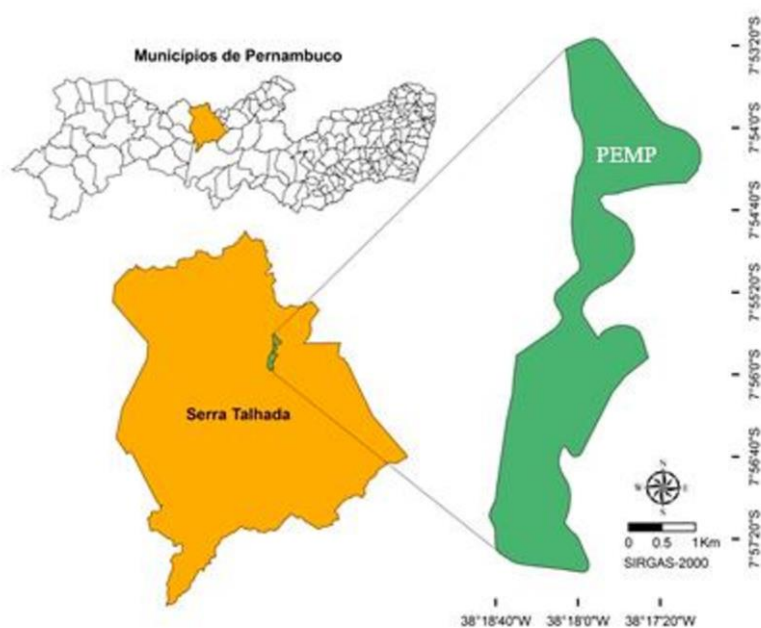 Municípios de Pernambuco
PEMP
Serra Talhada
7°53'20"S
7°54'0"S
7°54'40"S
7°55'20"S
7°56'0"S
7°56'40"S
7°57'20"S
N
W E
S
0 0.5 1Km
SIRGAS-2000
38°18'40"W 38°18'0"W 38°17'20"W